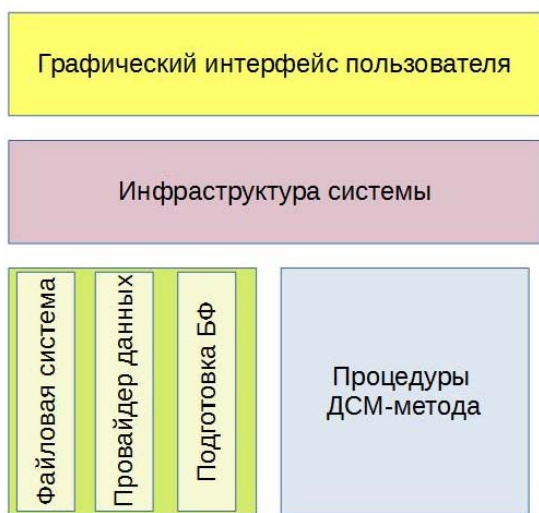 Графический интерфейс пользователя
Инфраструктура системы
Файловая система
Провайдер данных
Подготовка БФ
Процедуры
ДСМ-метода